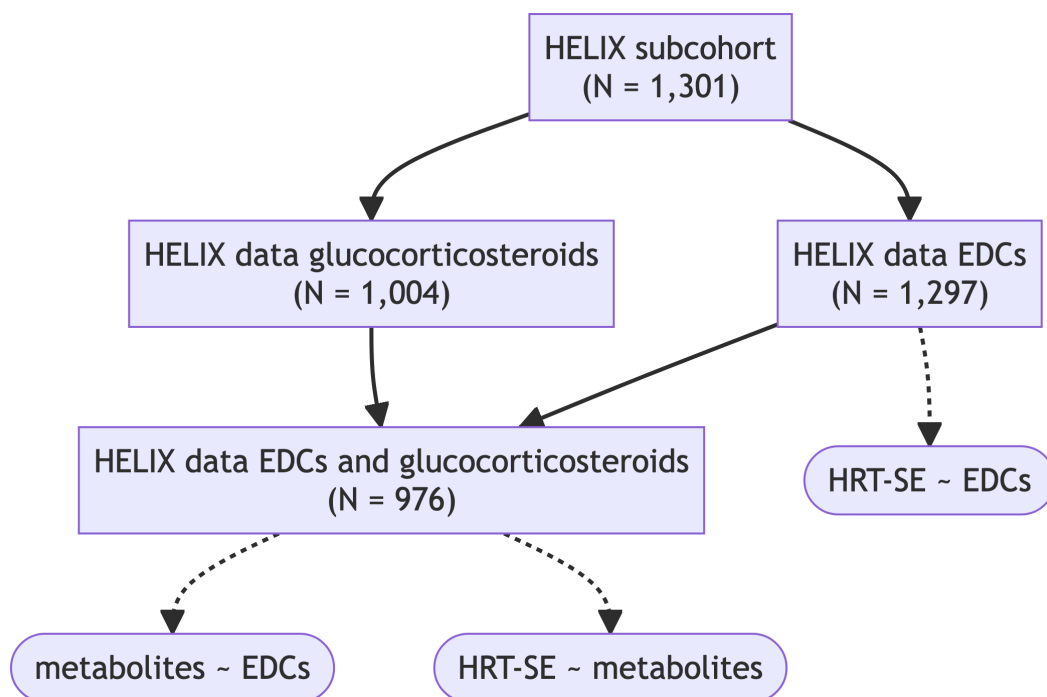 HELIX subcohort
(N = 1,301)
HELIX data glucocorticosteroids
(N = 1,004)
HELIX data EDCs
(N = 1,297)
HELIX data EDCs and glucocorticosteroids
(N = 976)
HRT-SE ~ EDCs
metabolites ~ EDCs
HRT-SE ~ metabolites